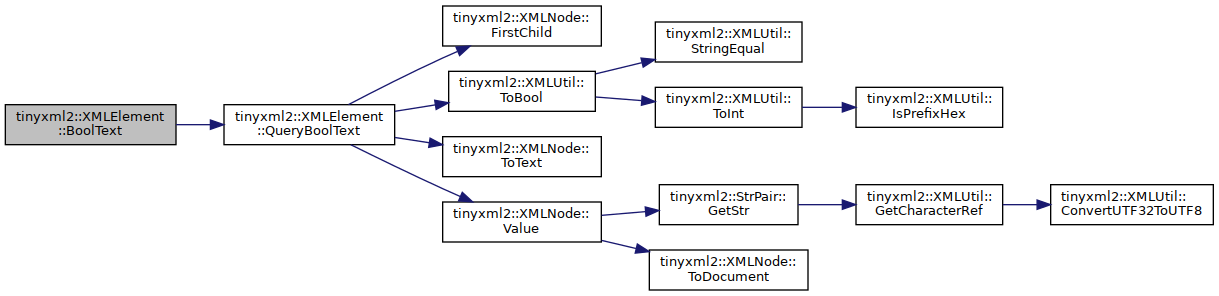 tinyxml2::XMLElement
::BoolText
tinyxml2::XMLElement
::QueryBoolText
tinyxml2::XMLNode::
FirstChild
tinyxml2::XMLUtil::
ToBool
tinyxml2::XMLUtil::
StringEqual
tinyxml2::XMLUtil::
ToInt
tinyxml2::XMLUtil::
IsPrefixHex
tinyxml2::XMLNode::
ToText
tinyxml2::XMLNode::
Value
tinyxml2::StrPair::
GetStr
tinyxml2::XMLUtil::
GetCharacterRef
tinyxml2::XMLUtil::
ConvertUTF32ToUTF8
tinyxml2::XMLNode::
ToDocument